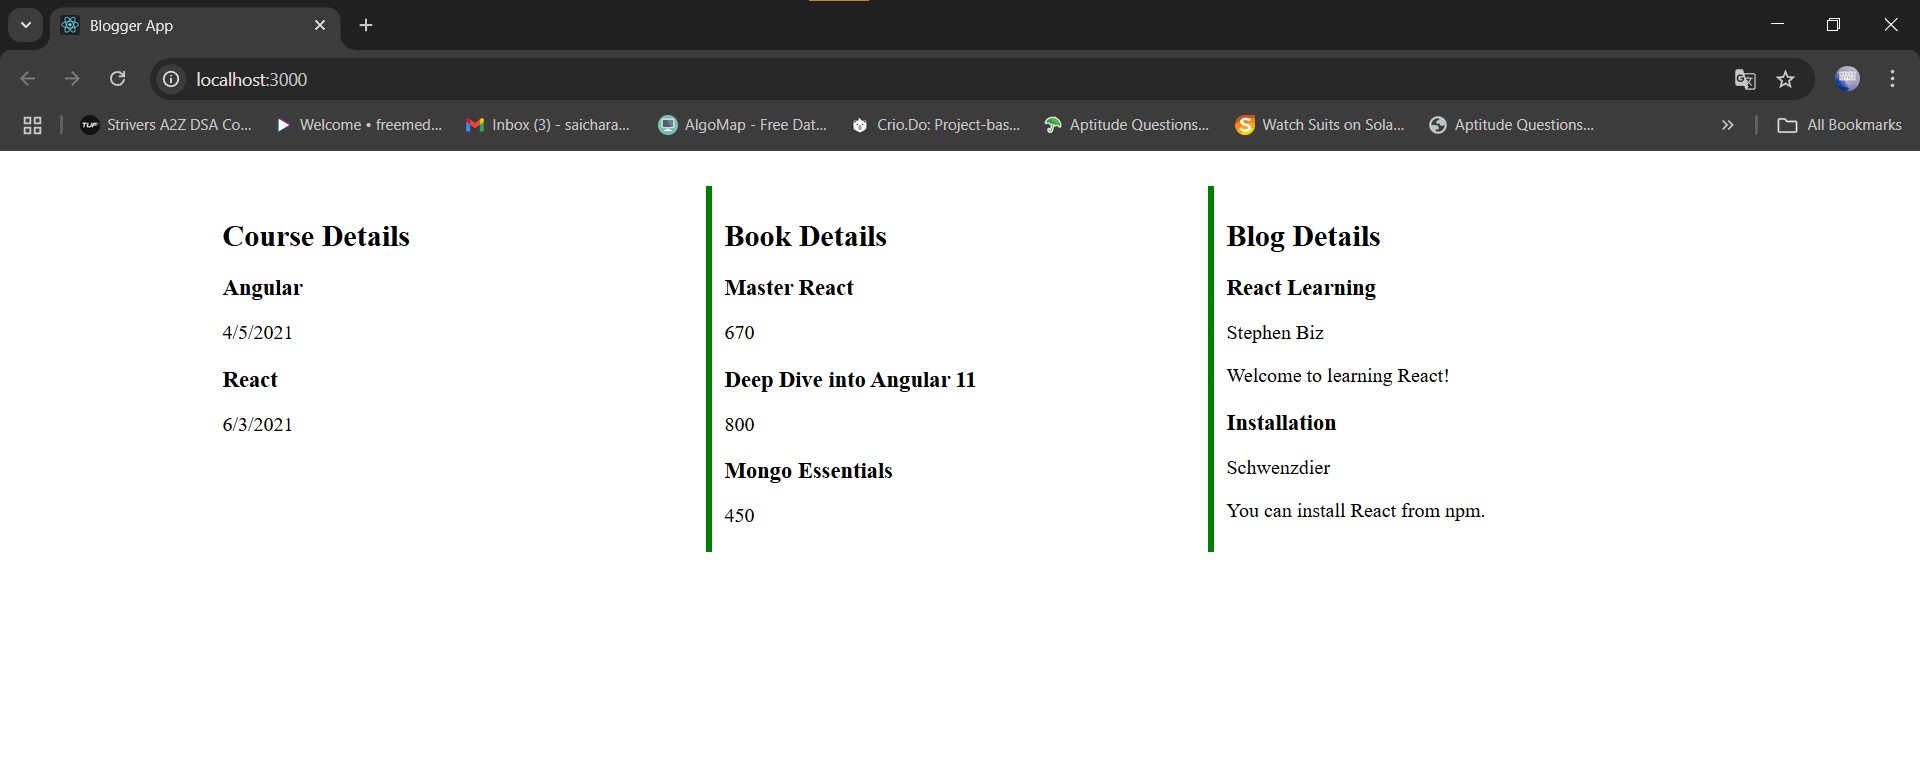 Blogger App
localhost:3000
Strivers A2Z DSA Co...
Welcome • freemed...
Inbox (3) - saichara...
AlgoMap - Free Dat...
Crio.Do: Project-bas...
Aptitude Questions...
Watch Suits on Sola...
Aptitude Questions...
All Bookmarks
Course Details
Angular
4/5/2021
React
6/3/2021
Book Details
Master React
670
Deep Dive into Angular 11
800
Mongo Essentials
450
Blog Details
React Learning
Stephen Biz
Welcome to learning React!
Installation
Schwenzdier
You can install React from npm.